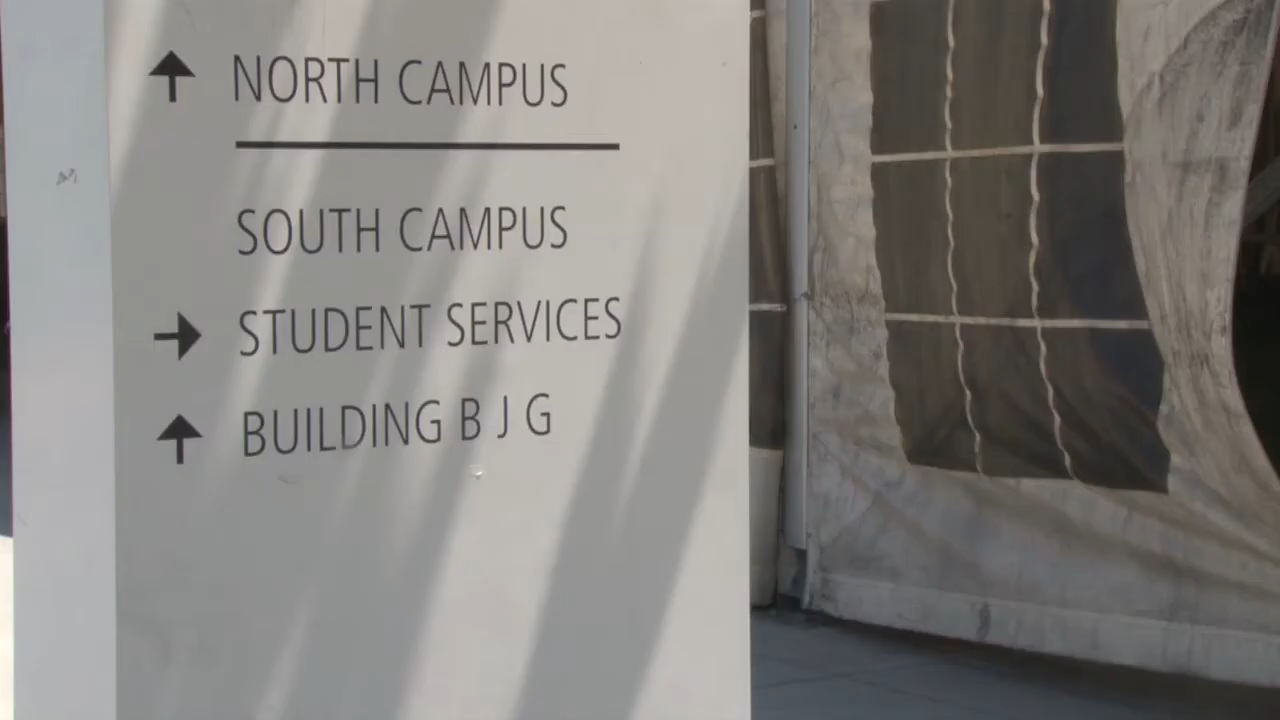 NORTH CAMPUS
SOUTH CAMPUS
STUDENT SERVICES
BUILDING B J G